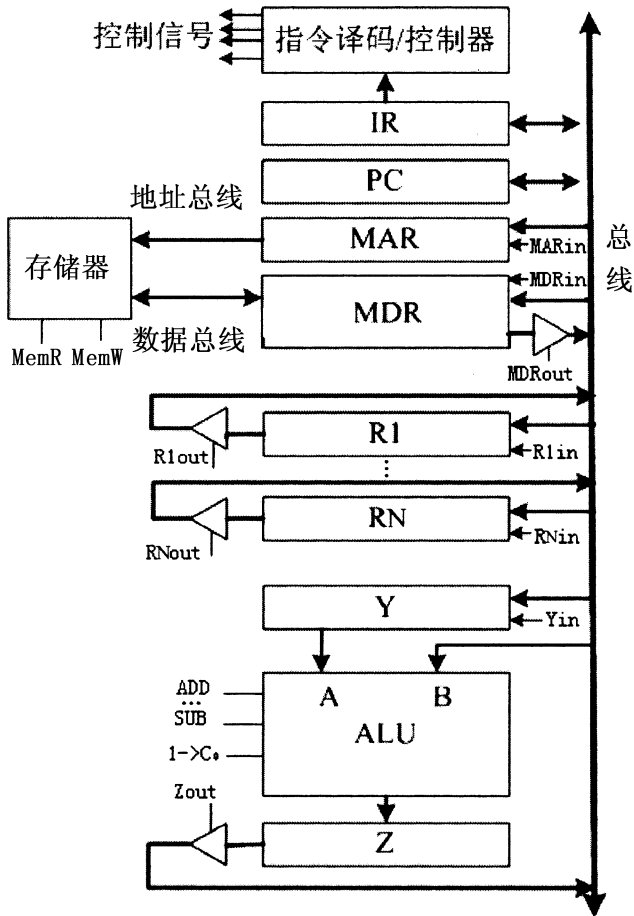 控制信号
指令译码/控制器
IR
PC
地址总线
MAR
MARin
总线
存储器
MDRin
MDR
数据总线
MemR MemW
MDRout
R1
R1out
R1in
⋮
RN
RNout
RNin
Y
Yin
ADD
...
SUB
1->C₀
A
B
ALU
Zout
Z